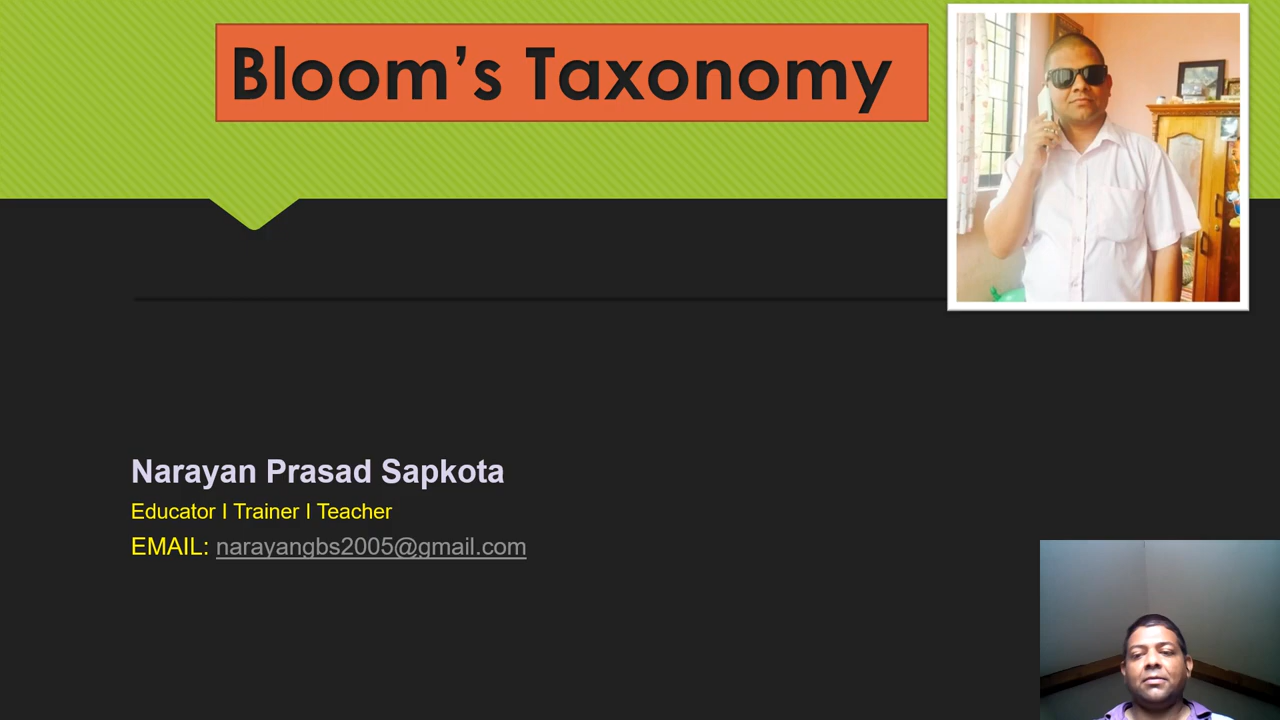 Bloom’s Taxonomy
Narayan Prasad Sapkota
Educator I Trainer I Teacher
EMAIL: narayangbs2005@gmail.com